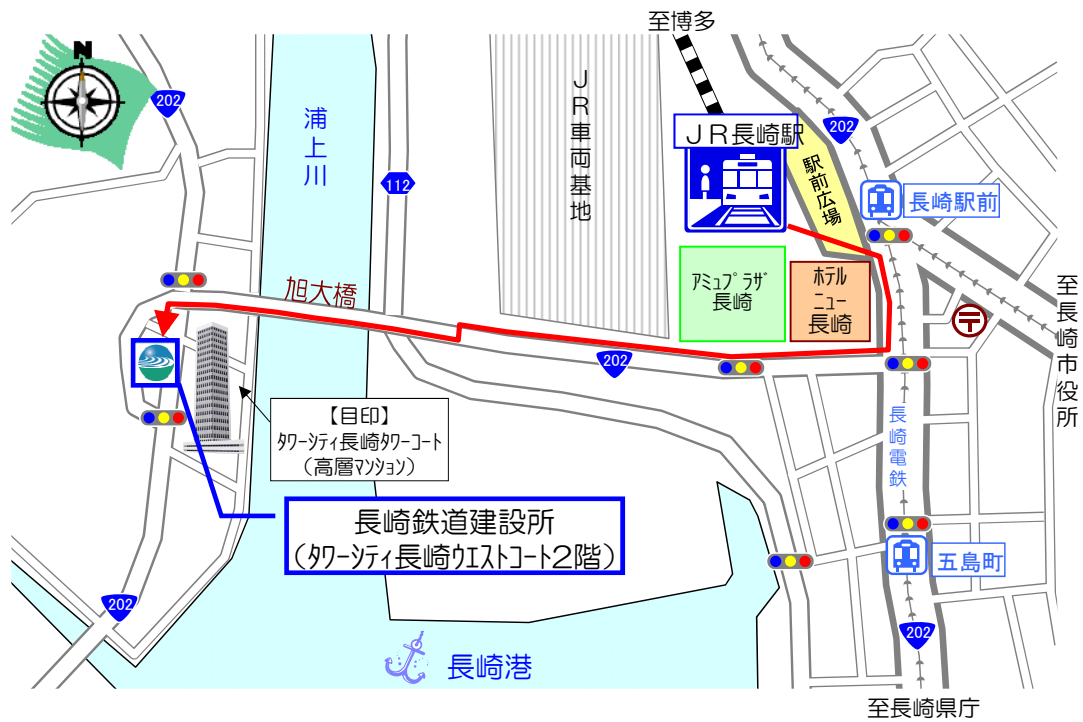 至博多
N
202
浦上川
112
JR車両基地
JR長崎駅
駅前広場
202
長崎駅前
アミュプラザ
長崎
ホテル
ニュー
長崎
〒
至長崎市役所
旭大橋
202
【目印】
タワーシティ長崎タワーコート
（高層マンション）
長崎電鉄
長崎鉄道建設所
（タワーシティ長崎ウエストコート2階）
五島町
202
202
長崎港
至長崎県庁